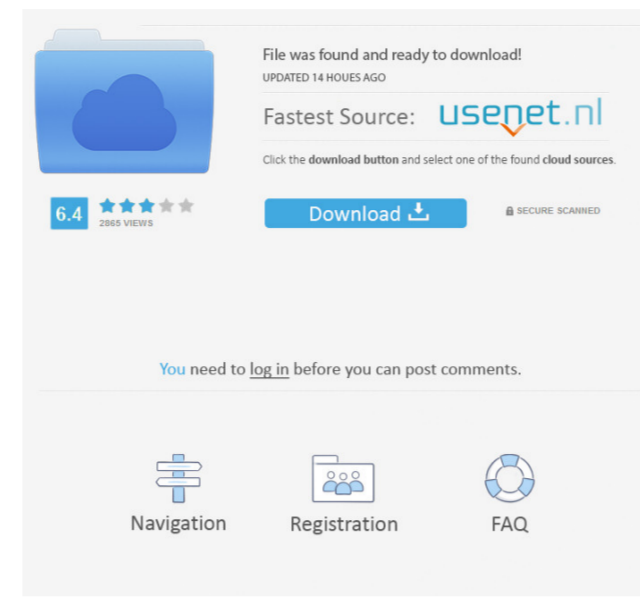 File was found and ready to download!
UPDATED 14 HOUES AGO
Fastest Source: usenet.nl
Click the download button and select one of the found cloud sources.
6.4
2865 VIEWS
Download
SECURE SCANNED
You need to log in before you can post comments.
Navigation
Registration
FAQ